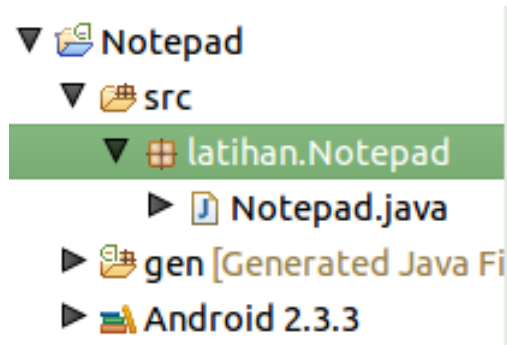 Notepad
src
latihan.Notepad
Notepad.java
gen [Generated Java Fi
Android 2.3.3